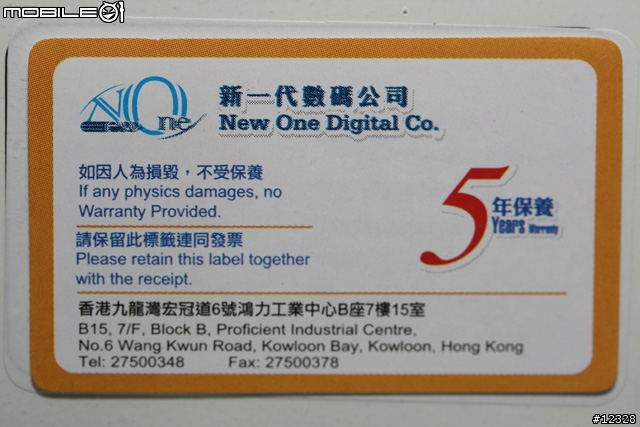 MOBILE01
NOne
新一代數碼公司
New One Digital Co.
如因人為損毀，不受保養
If any physics damages, no
Warranty Provided.
請保留此標籤連同發票
Please retain this label together
with the receipt.
5年保養
Years Warranty
香港九龍灣宏冠道6號鴻力工業中心B座7樓15室
B15, 7/F, Block B, Proficient Industrial Centre,
No.6 Wang Kwun Road, Kowloon Bay, Kowloon, Hong Kong
Tel: 27500348 Fax: 27500378
#12328